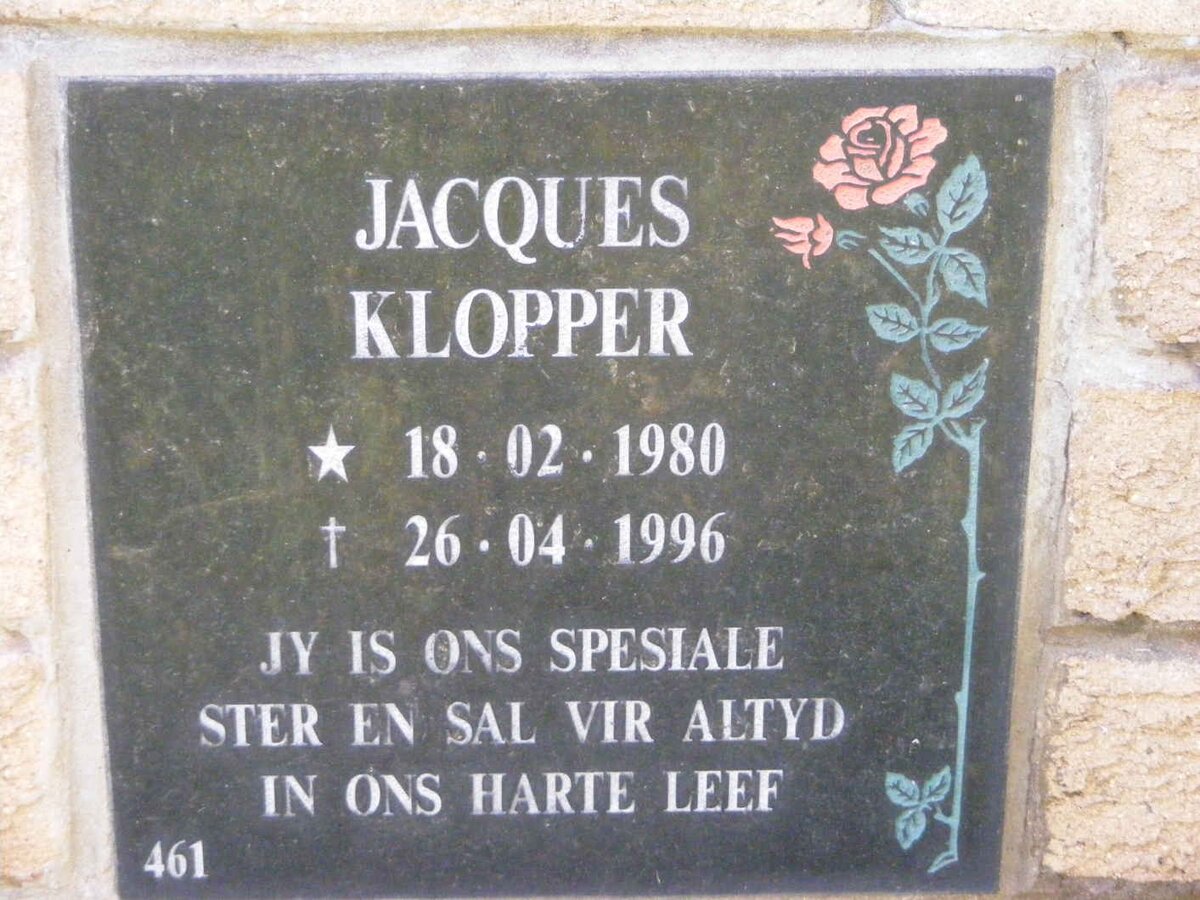 JACQUES
KLOPPER
★ 18 · 02 · 1980
† 26 · 04 · 1996
JY IS ONS SPESIALE
STER EN SAL VIR ALTYD
IN ONS HARTE LEEF
461